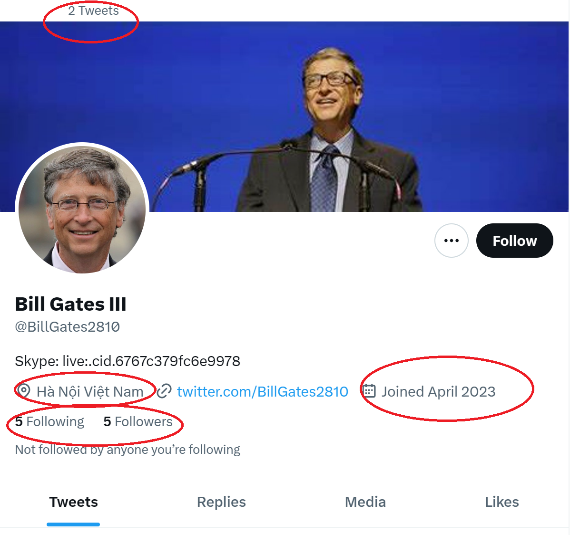 2 Tweets
Follow
Bill Gates III
@BillGates2810
Skype: live:.cid.6767c379fc6e9978
Hà Nội Việt Nam twitter.com/BillGates2810 Joined April 2023
5 Following 5 Followers
Not followed by anyone you're following
Tweets Replies Media Likes